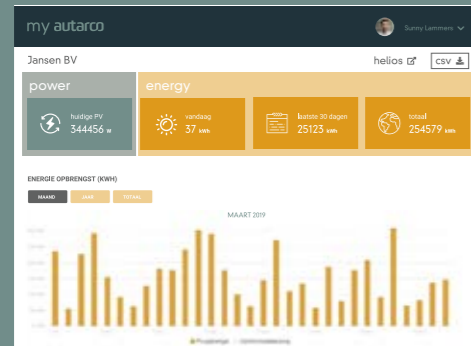 my autarco
Sunny Lammers
Jansen BV
helios
csv
power
energy
huidige PV
344456 W
vandaag
37 kWh
laatste 30 dagen
25123 kWh
totaal
254579 kWh
ENERGIE OPBRENGST (KWH)
MAAND
JAAR
TOTAAL
MAART 2019